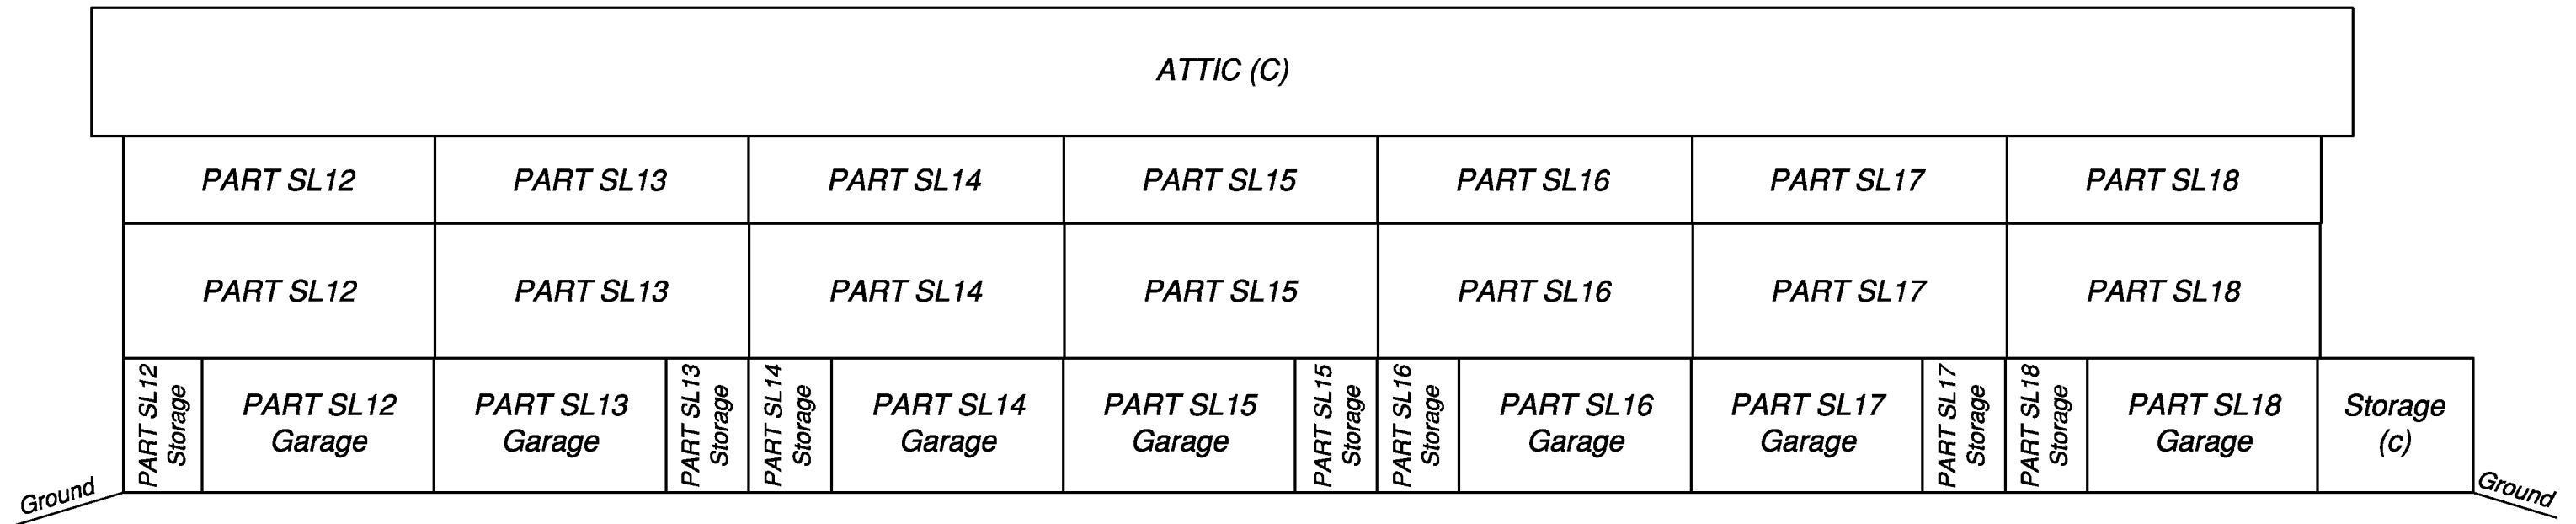 ATTIC (C)
PART SL12
PART SL13
PART SL14
PART SL15
PART SL16
PART SL17
PART SL18
PART SL12
PART SL13
PART SL14
PART SL15
PART SL16
PART SL17
PART SL18
PART SL12
Storage
PART SL12
Garage
PART SL13
Garage
PART SL13
Storage
PART SL14
Storage
PART SL14
Garage
PART SL15
Garage
PART SL15
Storage
PART SL16
Storage
PART SL16
Garage
PART SL17
Garage
PART SL17
Storage
PART SL18
Storage
PART SL18
Garage
Storage
(c)
Ground
Ground